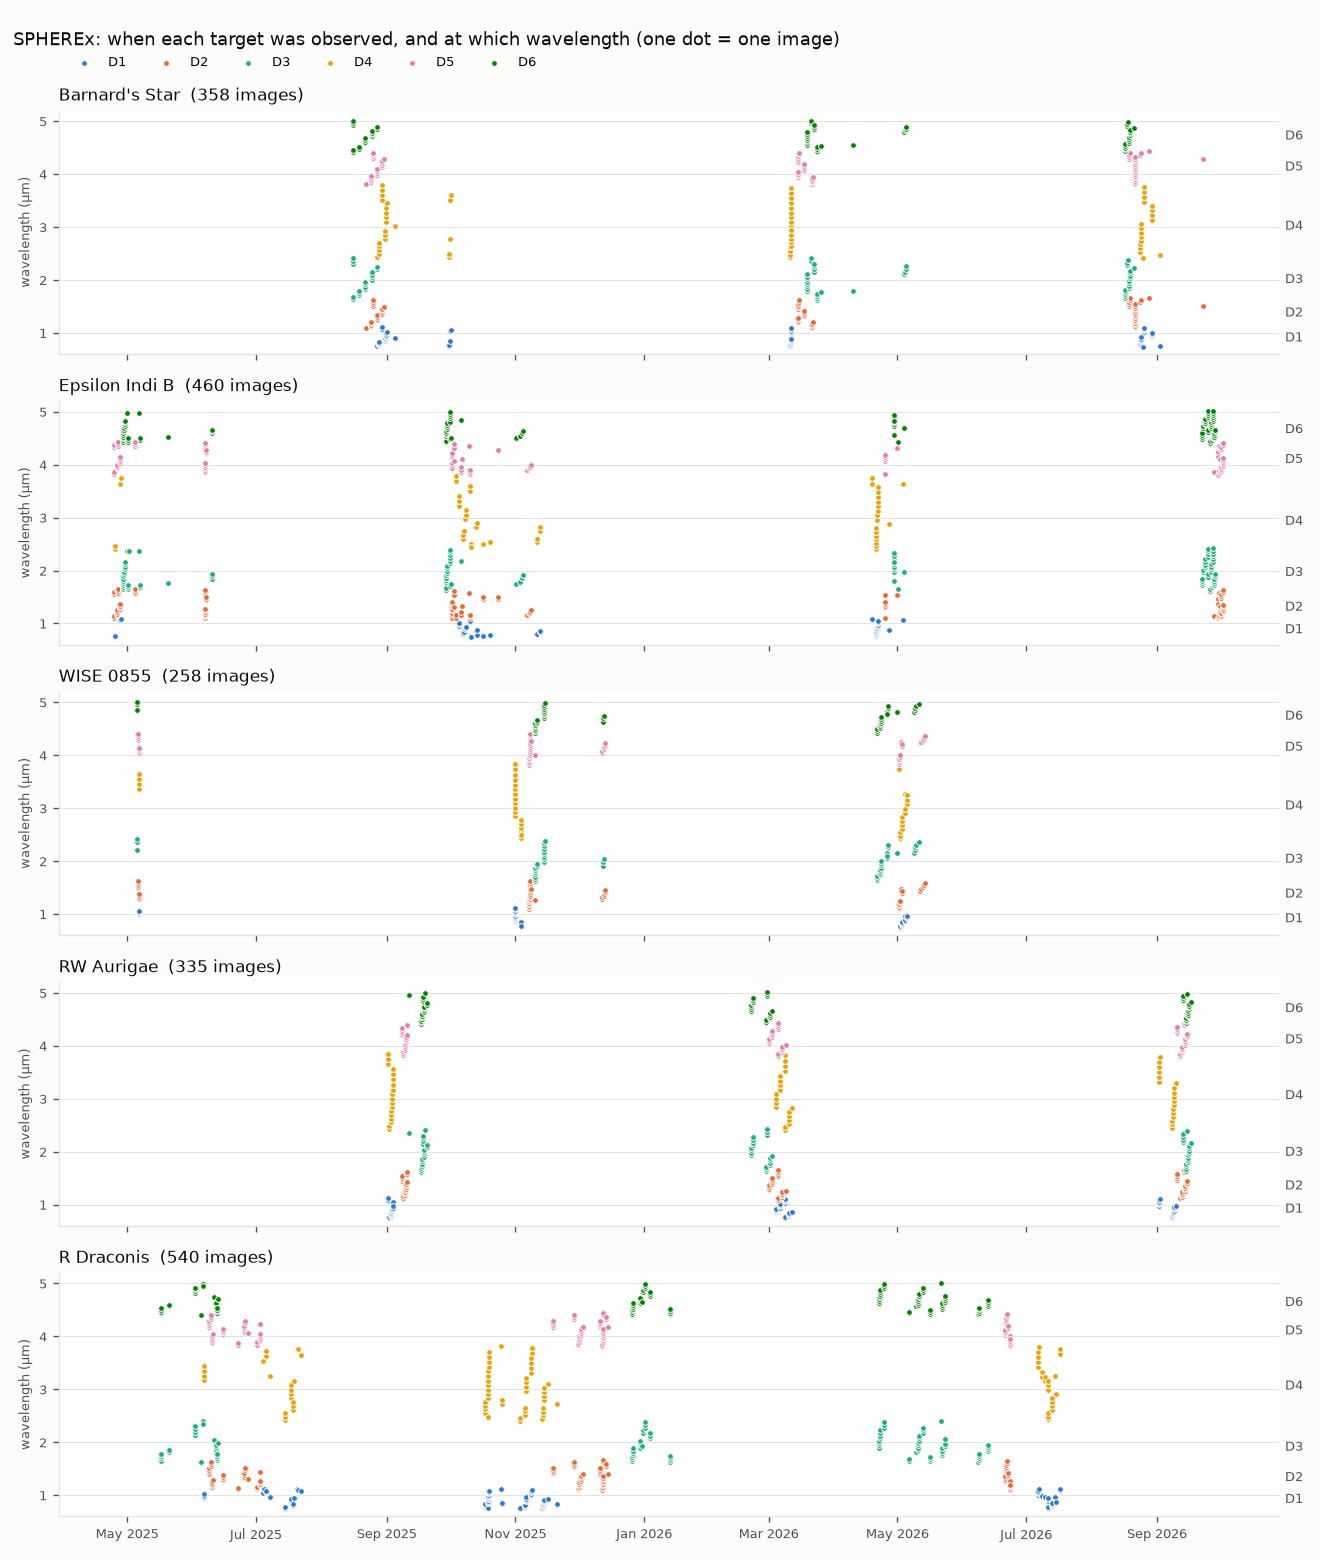 SPHEREx: when each target was observed, and at which wavelength (one dot = one image)
D1 D2 D3 D4 D5 D6
Barnard's Star (358 images)
wavelength (µm)
5
4
3
2
1
D6
D5
D4
D3
D2
D1
Epsilon Indi B (460 images)
wavelength (µm)
5
4
3
2
1
D6
D5
D4
D3
D2
D1
WISE 0855 (258 images)
wavelength (µm)
5
4
3
2
1
D6
D5
D4
D3
D2
D1
RW Aurigae (335 images)
wavelength (µm)
5
4
3
2
1
D6
D5
D4
D3
D2
D1
R Draconis (540 images)
wavelength (µm)
5
4
3
2
1
D6
D5
D4
D3
D2
D1
May 2025 Jul 2025 Sep 2025 Nov 2025 Jan 2026 Mar 2026 May 2026 Jul 2026 Sep 2026